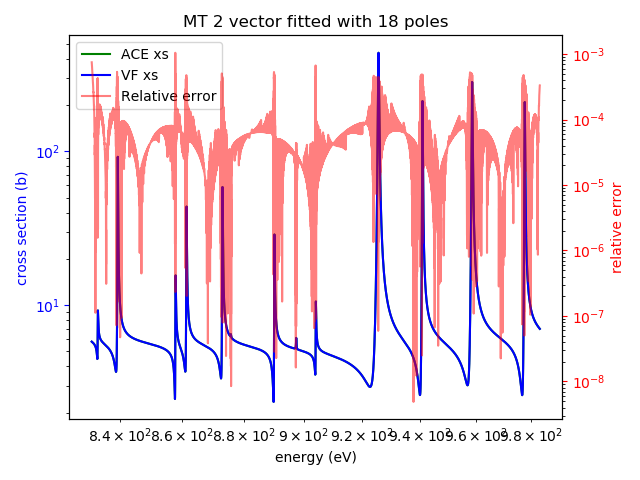 MT 2 vector fitted with 18 poles
ACE xs
VF xs
Relative error
cross section (b)
10²
10¹
10⁻³
10⁻⁴
10⁻⁵
10⁻⁶
10⁻⁷
10⁻⁸
relative error
8.4 × 10² 8.6 × 10² 8.8 × 10² 9 × 10² 9.2 × 10² 9.4 × 10² 9.6 × 10² 9.8 × 10²
energy (eV)